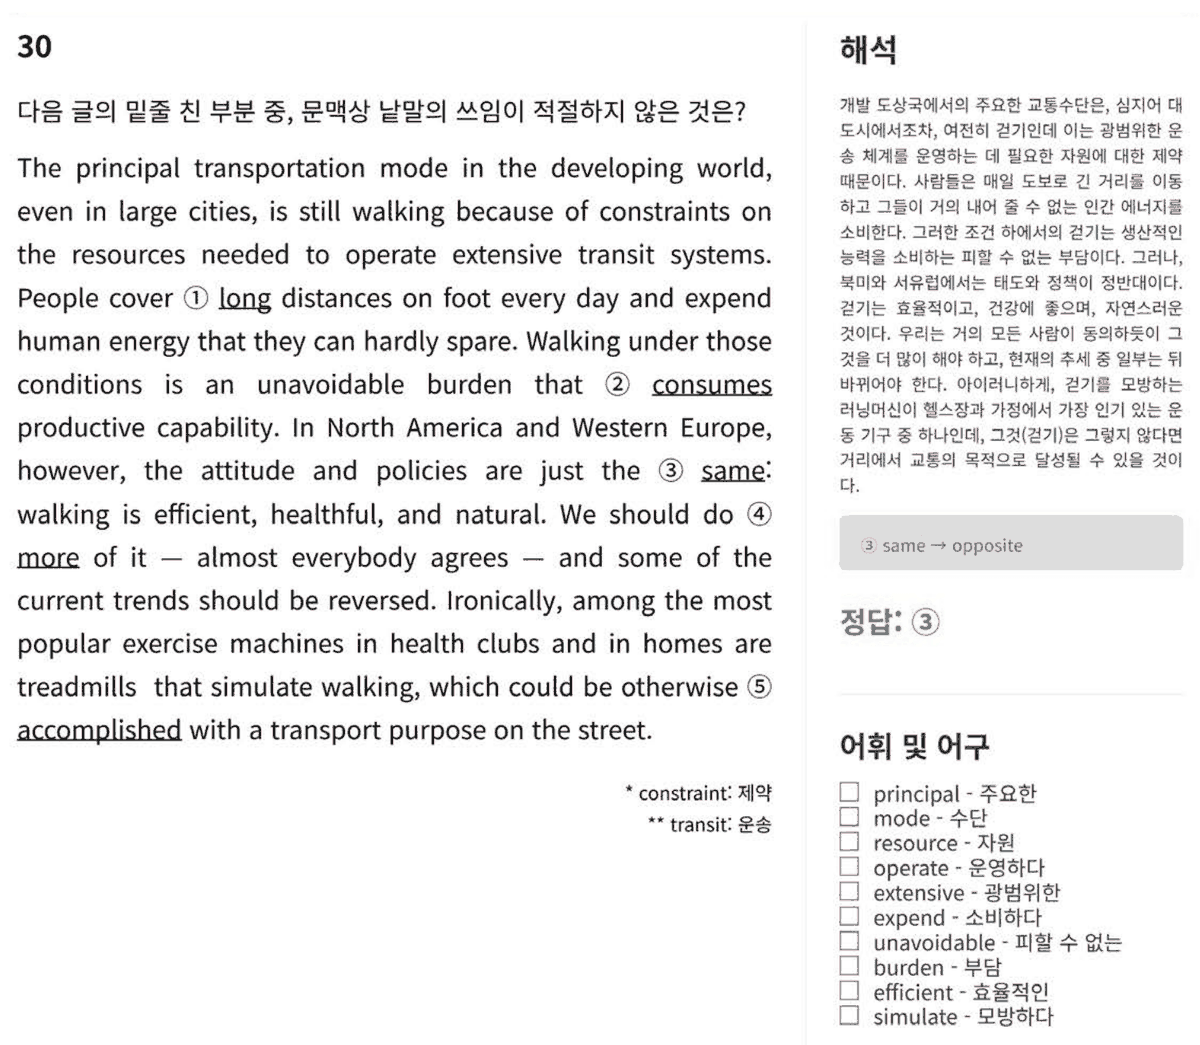 30
다음 글의 밑줄 친 부분 중, 문맥상 낱말의 쓰임이 적절하지 않은 것은?
The principal transportation mode in the developing world,
even in large cities, is still walking because of constraints on
the resources needed to operate extensive transit systems.
People cover ① long distances on foot every day and expend
human energy that they can hardly spare. Walking under those
conditions is an unavoidable burden that ② consumes
productive capability. In North America and Western Europe,
however, the attitude and policies are just the ③ same:
walking is efficient, healthful, and natural. We should do ④
more of it — almost everybody agrees — and some of the
current trends should be reversed. Ironically, among the most
popular exercise machines in health clubs and in homes are
treadmills that simulate walking, which could be otherwise ⑤
accomplished with a transport purpose on the street.
* constraint: 제약
** transit: 운송
해석
개발 도상국에서의 주요한 교통수단은, 심지어 대
도시에서조차, 여전히 걷기인데 이는 광범위한 운
송 체계를 운영하는 데 필요한 자원에 대한 제약
때문이다. 사람들은 매일 도보로 긴 거리를 이동
하고 그들이 거의 내어 줄 수 없는 인간 에너지를
소비한다. 그러한 조건 하에서의 걷기는 생산적인
능력을 소비하는 피할 수 없는 부담이다. 그러나,
북미와 서유럽에서는 태도와 정책이 정반대이다.
걷기는 효율적이고, 건강에 좋으며, 자연스러운
것이다. 우리는 거의 모든 사람이 동의하듯이 그
것을 더 많이 해야 하고, 현재의 추세 중 일부는 뒤
바뀌어야 한다. 아이러니하게, 걷기를 모방하는
러닝머신이 헬스장과 가정에서 가장 인기 있는 운
동 기구 중 하나인데, 그것(걷기)은 그렇지 않다면
거리에서 교통의 목적으로 달성될 수 있을 것이
다.
③ same → opposite
정답: ③
어휘 및 어구
□ principal - 주요한
□ mode - 수단
□ resource - 자원
□ operate - 운영하다
□ extensive - 광범위한
□ expend - 소비하다
□ unavoidable - 피할 수 없는
□ burden - 부담
□ efficient - 효율적인
□ simulate - 모방하다